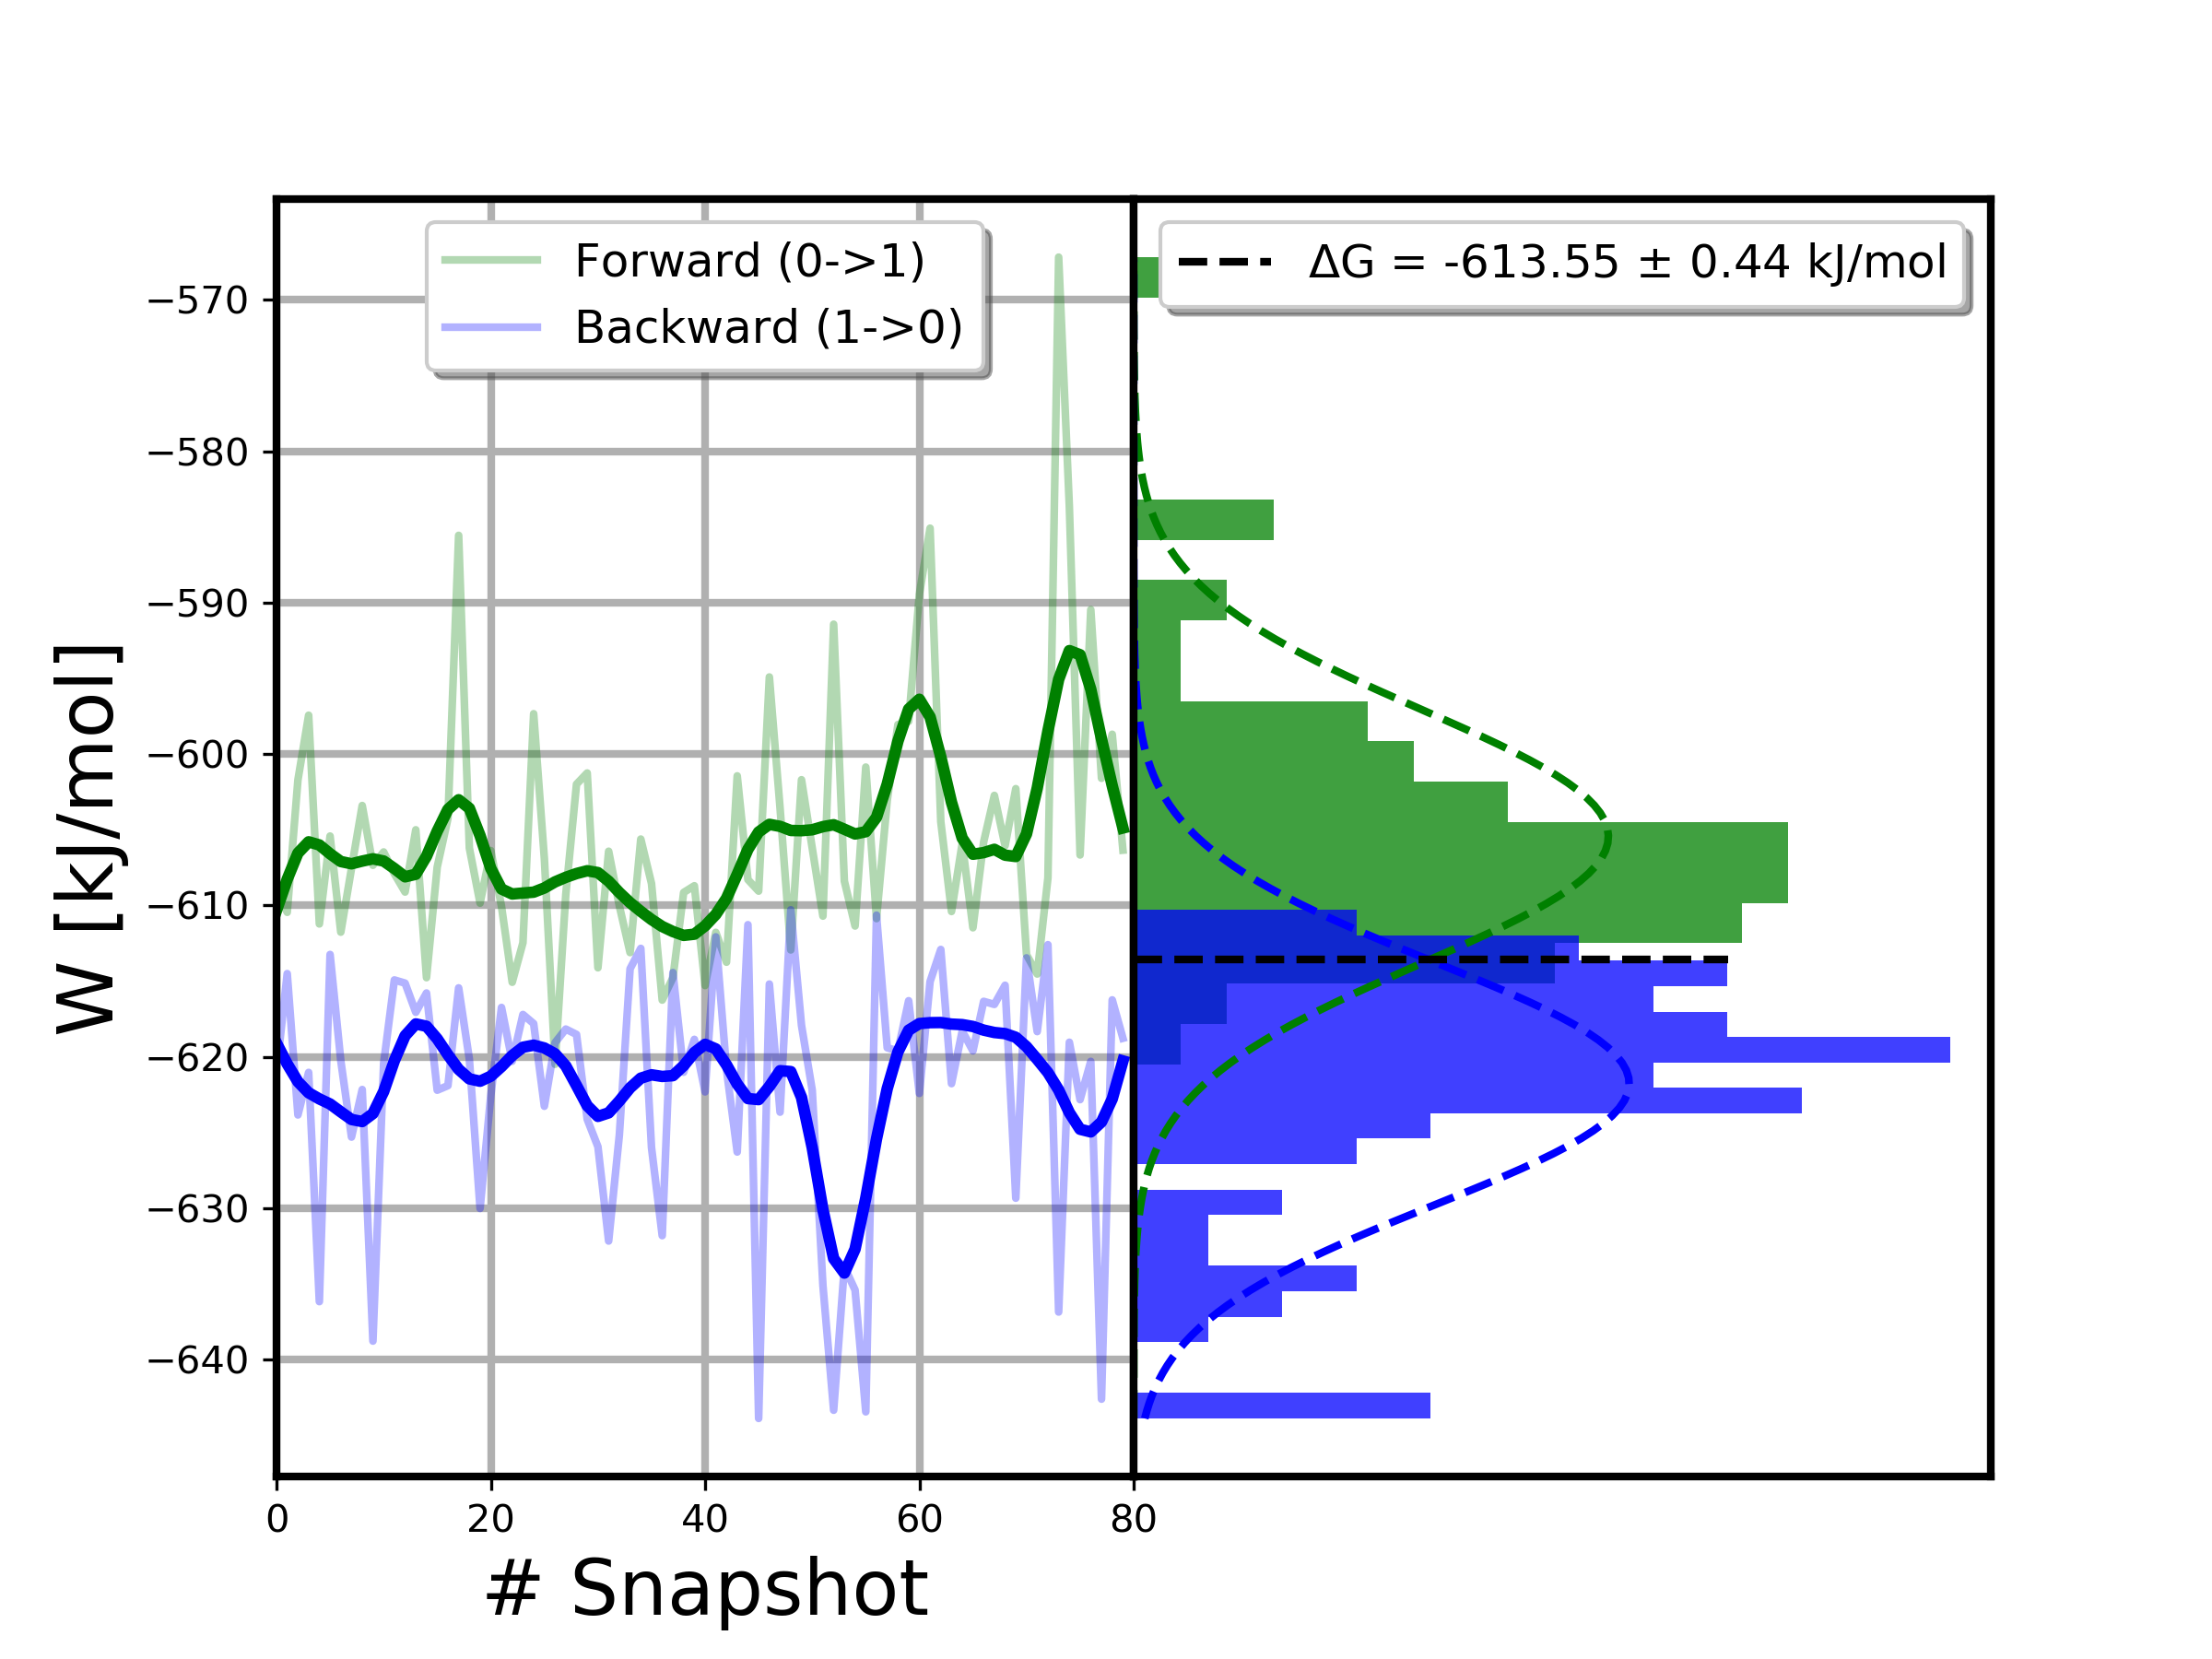 Forward (0->1)
Backward (1->0)
ΔG = -613.55 ± 0.44 kJ/mol
−570
−580
−590
−600
−610
−620
−630
−640
W [kJ/mol]
0 20 40 60 80
# Snapshot